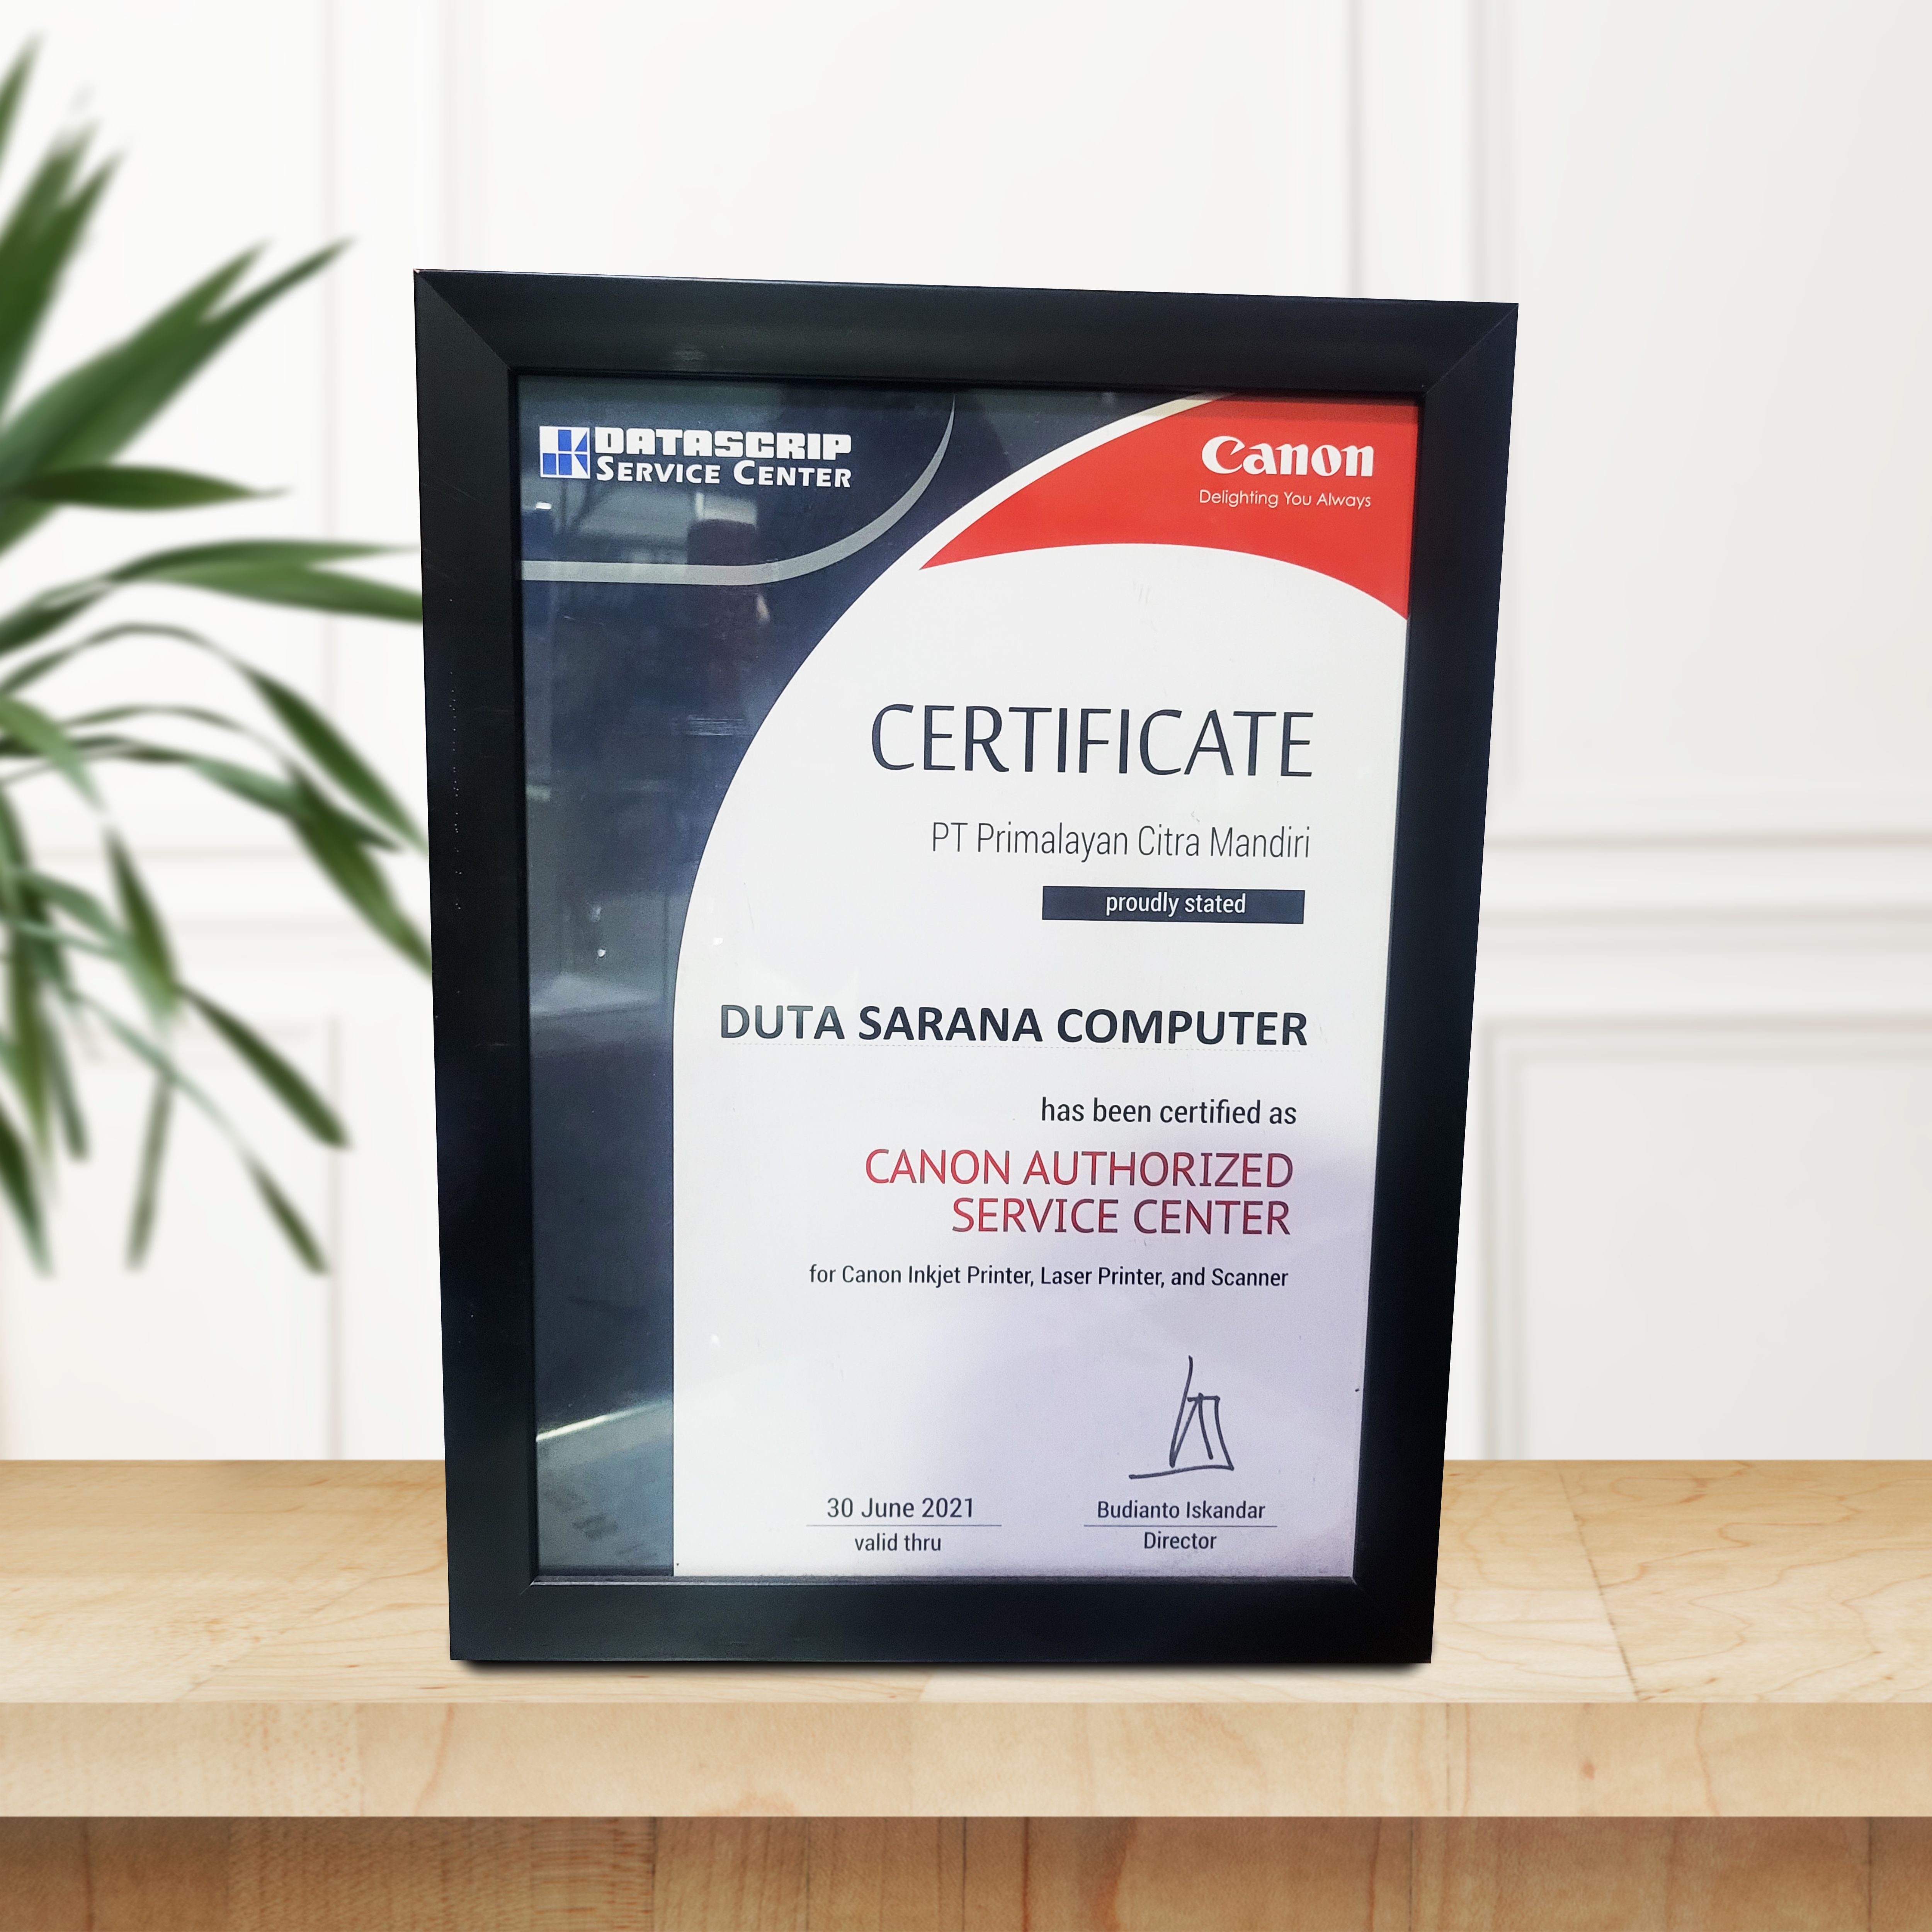 DATASCRIP
SERVICE CENTER
Canon
Delighting You Always
CERTIFICATE
PT Primalayan Citra Mandiri
proudly stated
DUTA SARANA COMPUTER
has been certified as
CANON AUTHORIZED
SERVICE CENTER
for Canon Inkjet Printer, Laser Printer, and Scanner
30 June 2021
valid thru
Budianto Iskandar
Director